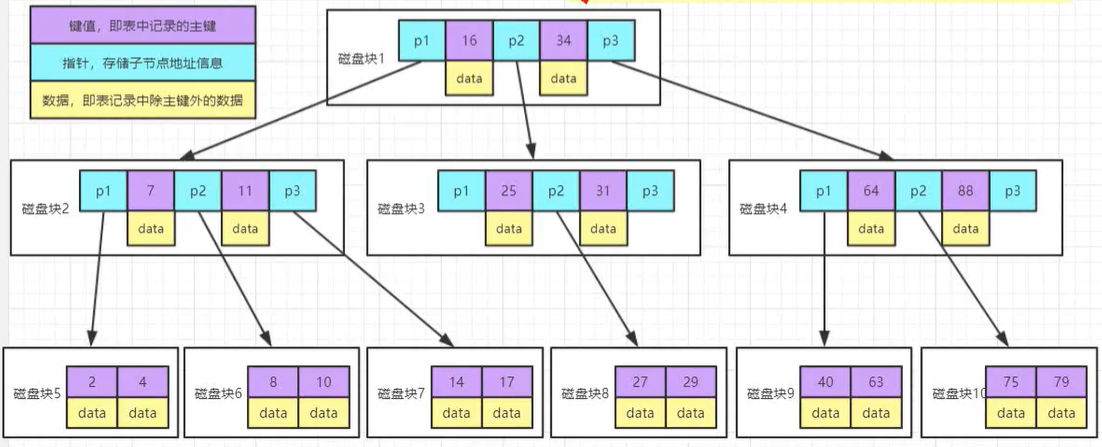 键值，即表中记录的主键
指针，存储子节点地址信息
数据，即表记录中除主键外的数据
磁盘块1
p1 16 p2 34 p3
data data
磁盘块2
p1 7 p2 11 p3
data data
磁盘块3
p1 25 p2 31 p3
data data
磁盘块4
p1 64 p2 88 p3
data data
磁盘块5
2 4
data data
磁盘块6
8 10
data data
磁盘块7
14 17
data data
磁盘块8
27 29
data data
磁盘块9
40 63
data data
磁盘块10
75 79
data data